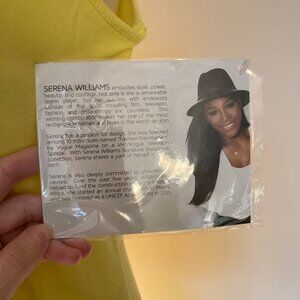 SERENA WILLIAMS embodies style, power,
beauty, and courage. Not only is she a remarkable
tennis player, but her success with endeavors
outside of the sport including film, television,
fashion, and philanthropy are countless. This
winning combination makes her one of the most
recognizable names and faces in the world, an icon.
Serena has a passion for design. She was featured
among 10 individuals named "Fashion Trendsetters"
by Vogue Magazine on a VH1 Vogue Television
Special. With Serena Williams Signature Statement
collection, Serena shares a part of herself
Serena is also deeply committed to
causes. Over the past five years, Williams
helped to fund the construction of
Africa, she started an annual
and was honored as a UNICEF in 2011.